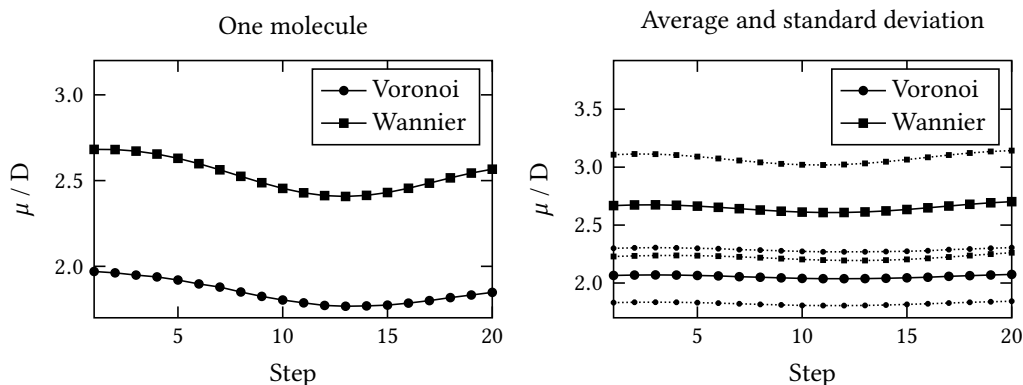 One molecule
μ / D
3.0
2.5
2.0
Voronoi
Wannier
5
10
15
20
Step
Average and standard deviation
μ / D
3.5
3.0
2.5
2.0
Voronoi
Wannier
5
10
15
20
Step